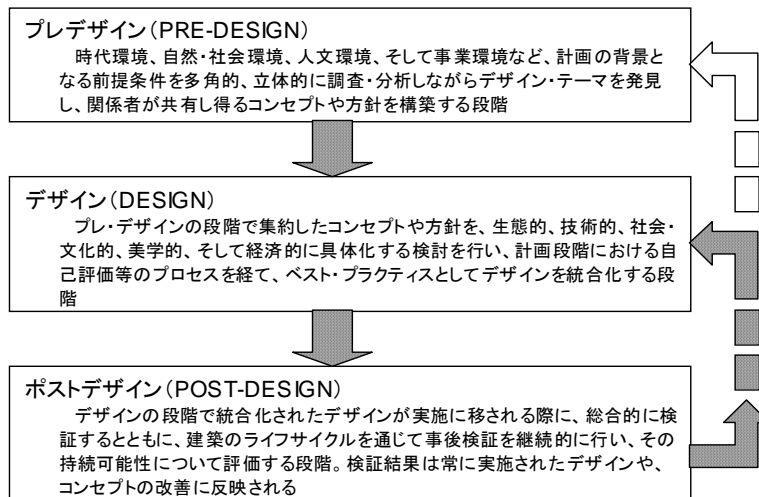 プレデザイン(PRE-DESIGN)
時代環境、自然・社会環境、人文環境、そして事業環境など、計画の背景と
なる前提条件を多角的、立体的に調査・分析しながらデザイン・テーマを発見
し、関係者が共有し得るコンセプトや方針を構築する段階
デザイン(DESIGN)
プレ・デザインの段階で集約したコンセプトや方針を、生態的、技術的、社会・
文化的、美学的、そして経済的に具体化する検討を行い、計画段階における自
己評価等のプロセスを経て、ベスト・プラクティスとしてデザインを統合化する段
階
ポストデザイン(POST-DESIGN)
デザインの段階で統合化されたデザインが実施に移される際に、総合的に検
証するとともに、建築のライフサイクルを通じて事後検証を継続的に行い、その
持続可能性について評価する段階。検証結果は常に実施されたデザインや、
コンセプトの改善に反映される